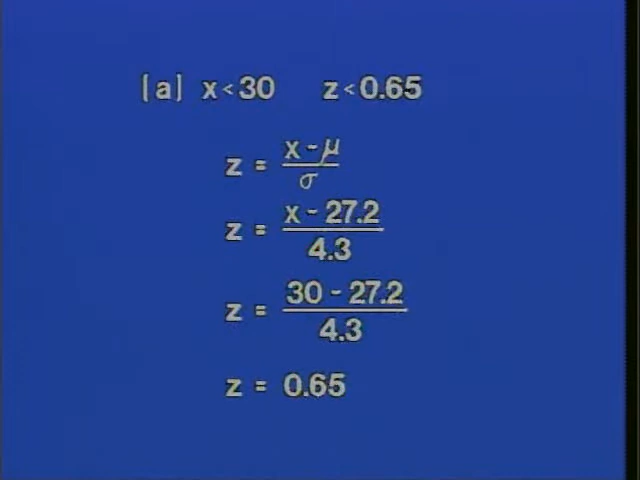 (a) x<30 z<0.65
z = x - μ / σ
z = x - 27.2 / 4.3
z = 30 - 27.2 / 4.3
z = 0.65